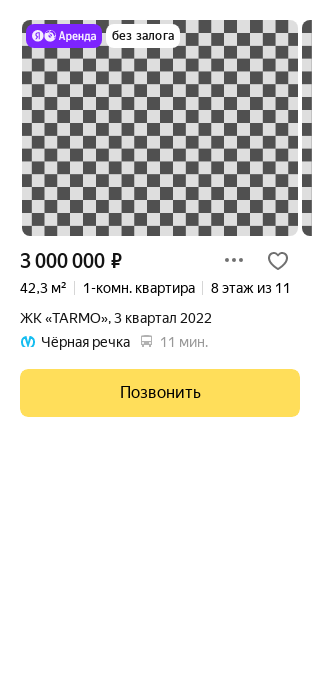 Я Аренда
без залога
3 000 000 ₽
42,3 м²
1-комн. квартира
8 этаж из 11
ЖК «TARMO», 3 квартал 2022
Чёрная речка
11 мин.
Позвонить